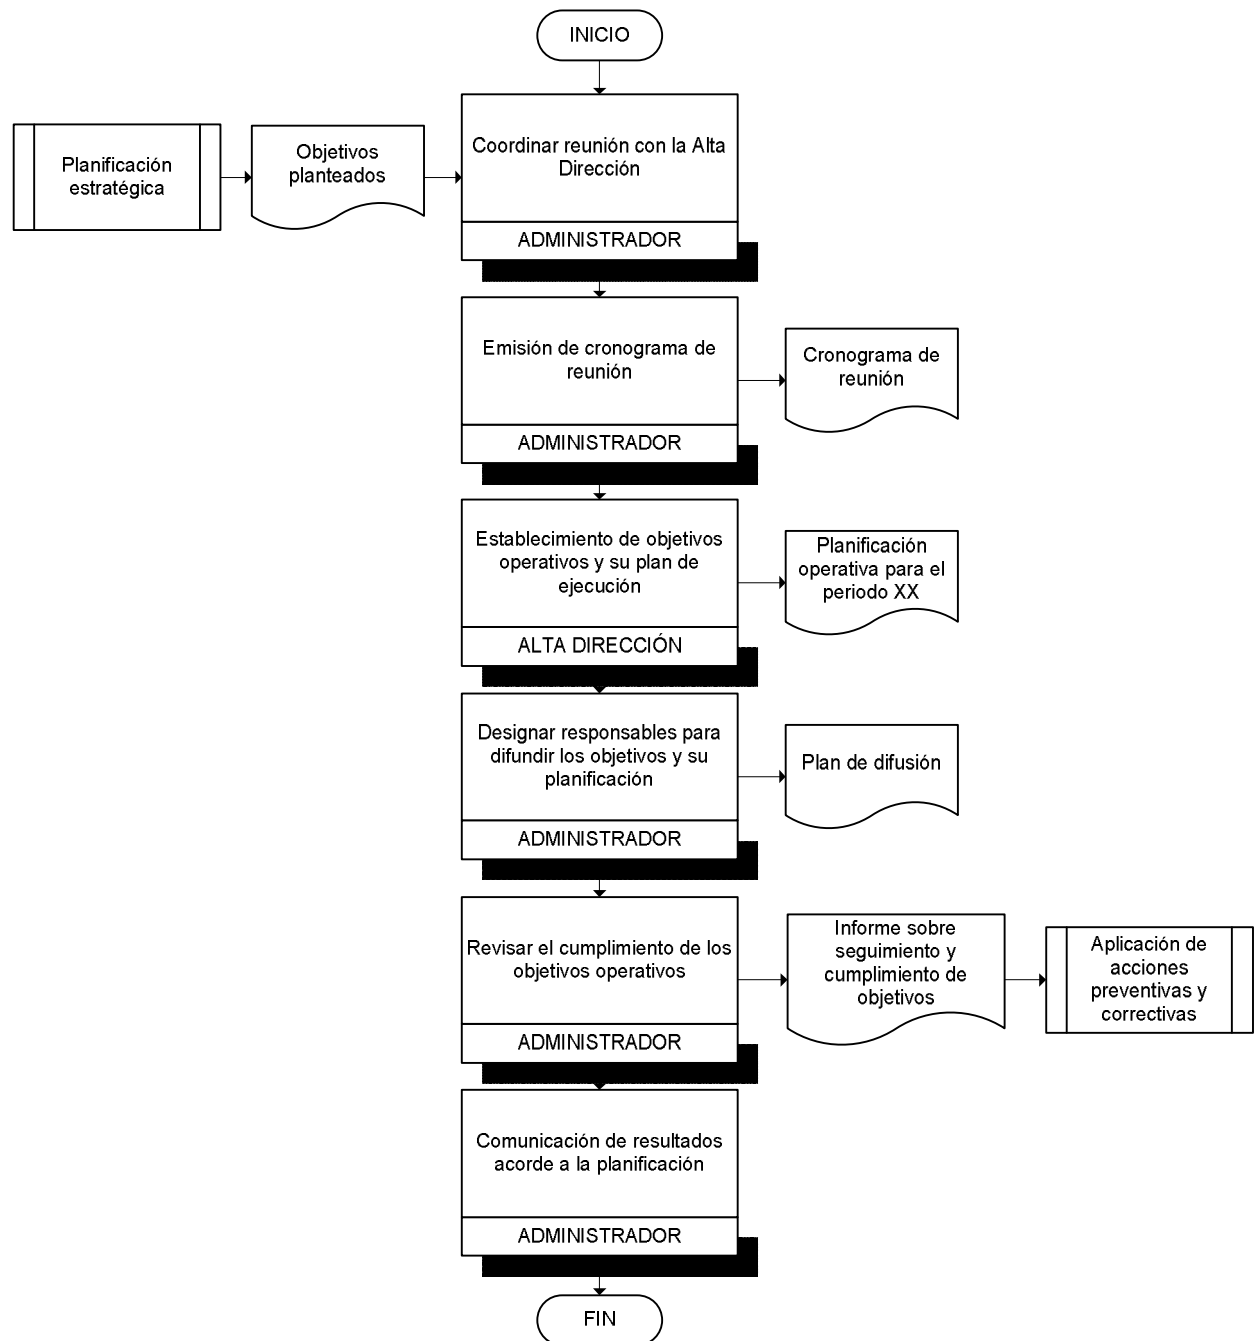 INICIO
Planificación
estratégica
Objetivos
planteados
Coordinar reunión con la Alta
Dirección
ADMINISTRADOR
Emisión de cronograma de
reunión
ADMINISTRADOR
Cronograma de
reunión
Establecimiento de objetivos
operativos y su plan de
ejecución
ALTA DIRECCIÓN
Planificación
operativa para el
periodo XX
Designar responsables para
difundir los objetivos y su
planificación
ADMINISTRADOR
Plan de difusión
Revisar el cumplimiento de los
objetivos operativos
ADMINISTRADOR
Informe sobre
seguimiento y
cumplimiento de
objetivos
Aplicación de
acciones
preventivas y
correctivas
Comunicación de resultados
acorde a la planificación
ADMINISTRADOR
FIN